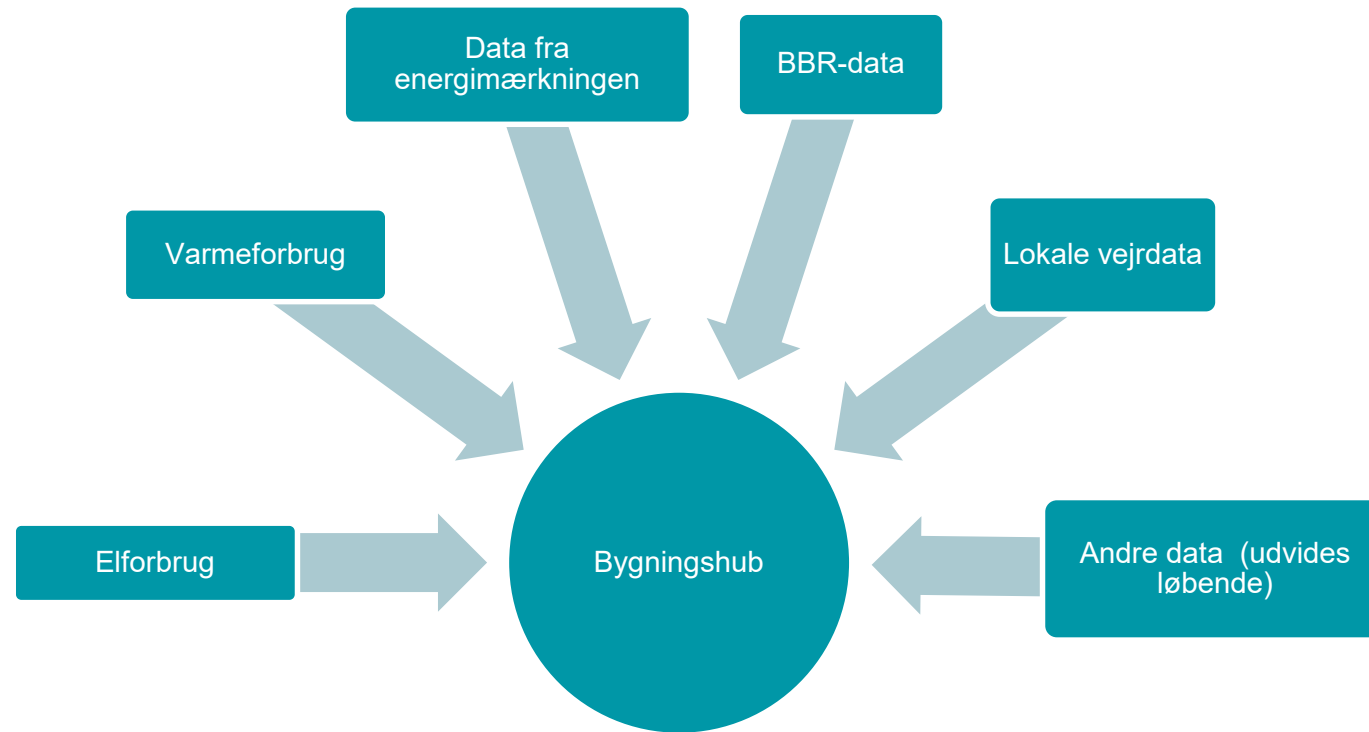 Data fra
energimærkningen
BBR-data
Varmeforbrug
Lokale vejrdata
Elforbrug
Bygningshub
Andre data  (udvides
løbende)